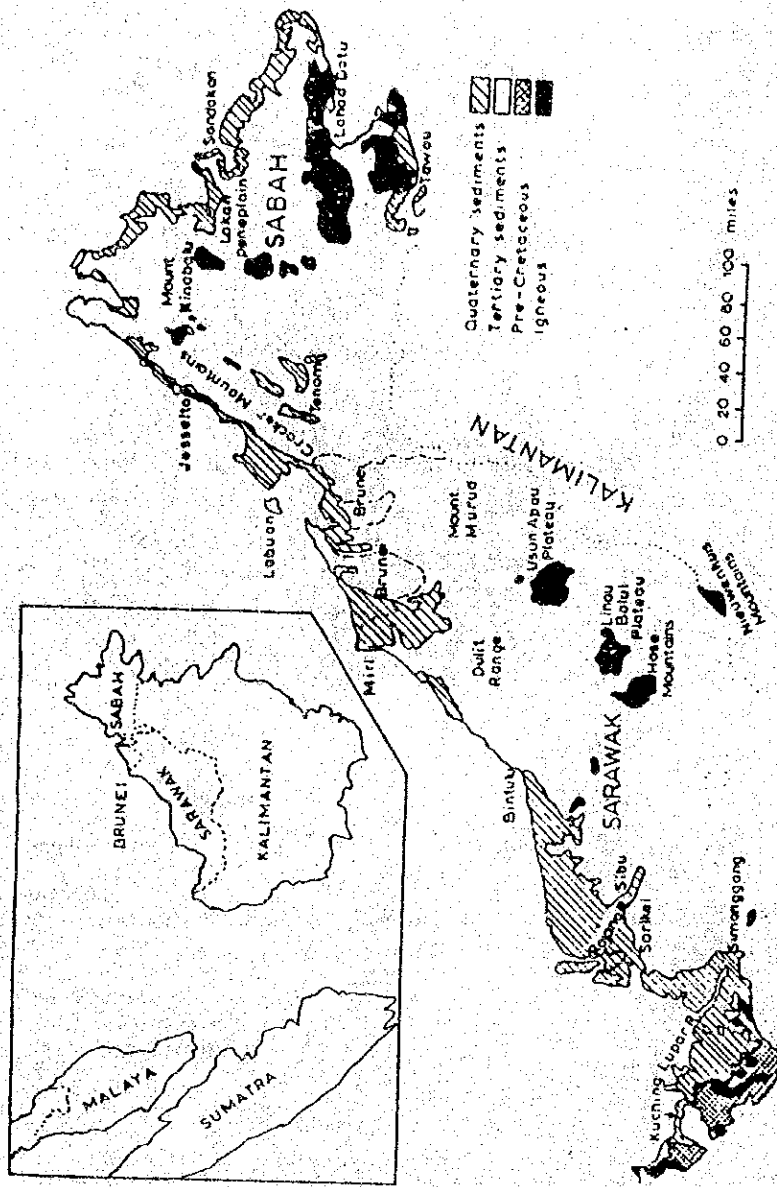 MALAYA
SUMATRA
BRUNEI
SABAH
SARAWAK
KALIMANTAN
Jesselton
Labuan
Crocker Mountains
Mount
Kinabalu
Lokan
peneplain
Sandakan
SABAH
Lahad Datu
Tawau
Tenom
Brunei
Brunei
Miri
Mount
Murud
Dulit
Range
Usun Apau
Plateau
Linau
Balui
Plateau
Hose
Mountains
Nieuwenhuis
Mountains
KALIMANTAN
Bintulu
SARAWAK
Sibu
Sarikei
Simanggang
Lupar R.
Kuching
Quaternary sediments
Tertiary sediments
Pre-Cretaceous
Igneous
0 20 40 60 80 100 miles